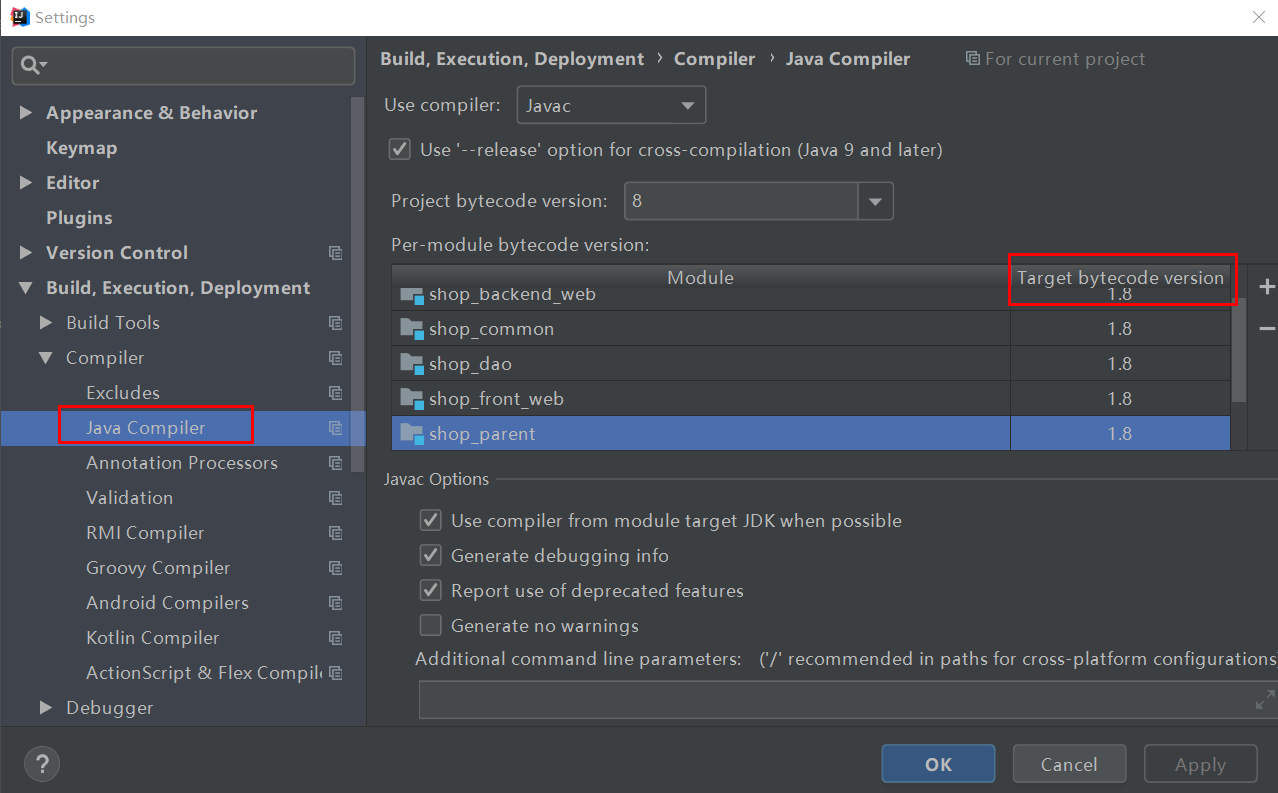 Settings
Appearance & Behavior
Keymap
Editor
Plugins
Version Control
Build, Execution, Deployment
Build Tools
Compiler
Excludes
Java Compiler
Annotation Processors
Validation
RMI Compiler
Groovy Compiler
Android Compilers
Kotlin Compiler
ActionScript & Flex Compil
Debugger
Build, Execution, Deployment › Compiler › Java Compiler For current project
Use compiler: Javac
Use '--release' option for cross-compilation (Java 9 and later)
Project bytecode version: 8
Per-module bytecode version:
Module Target bytecode version
shop_backend_web 1.8
shop_common 1.8
shop_dao 1.8
shop_front_web 1.8
shop_parent 1.8
Javac Options
Use compiler from module target JDK when possible
Generate debugging info
Report use of deprecated features
Generate no warnings
Additional command line parameters: ('/' recommended in paths for cross-platform configurations
? OK Cancel Apply